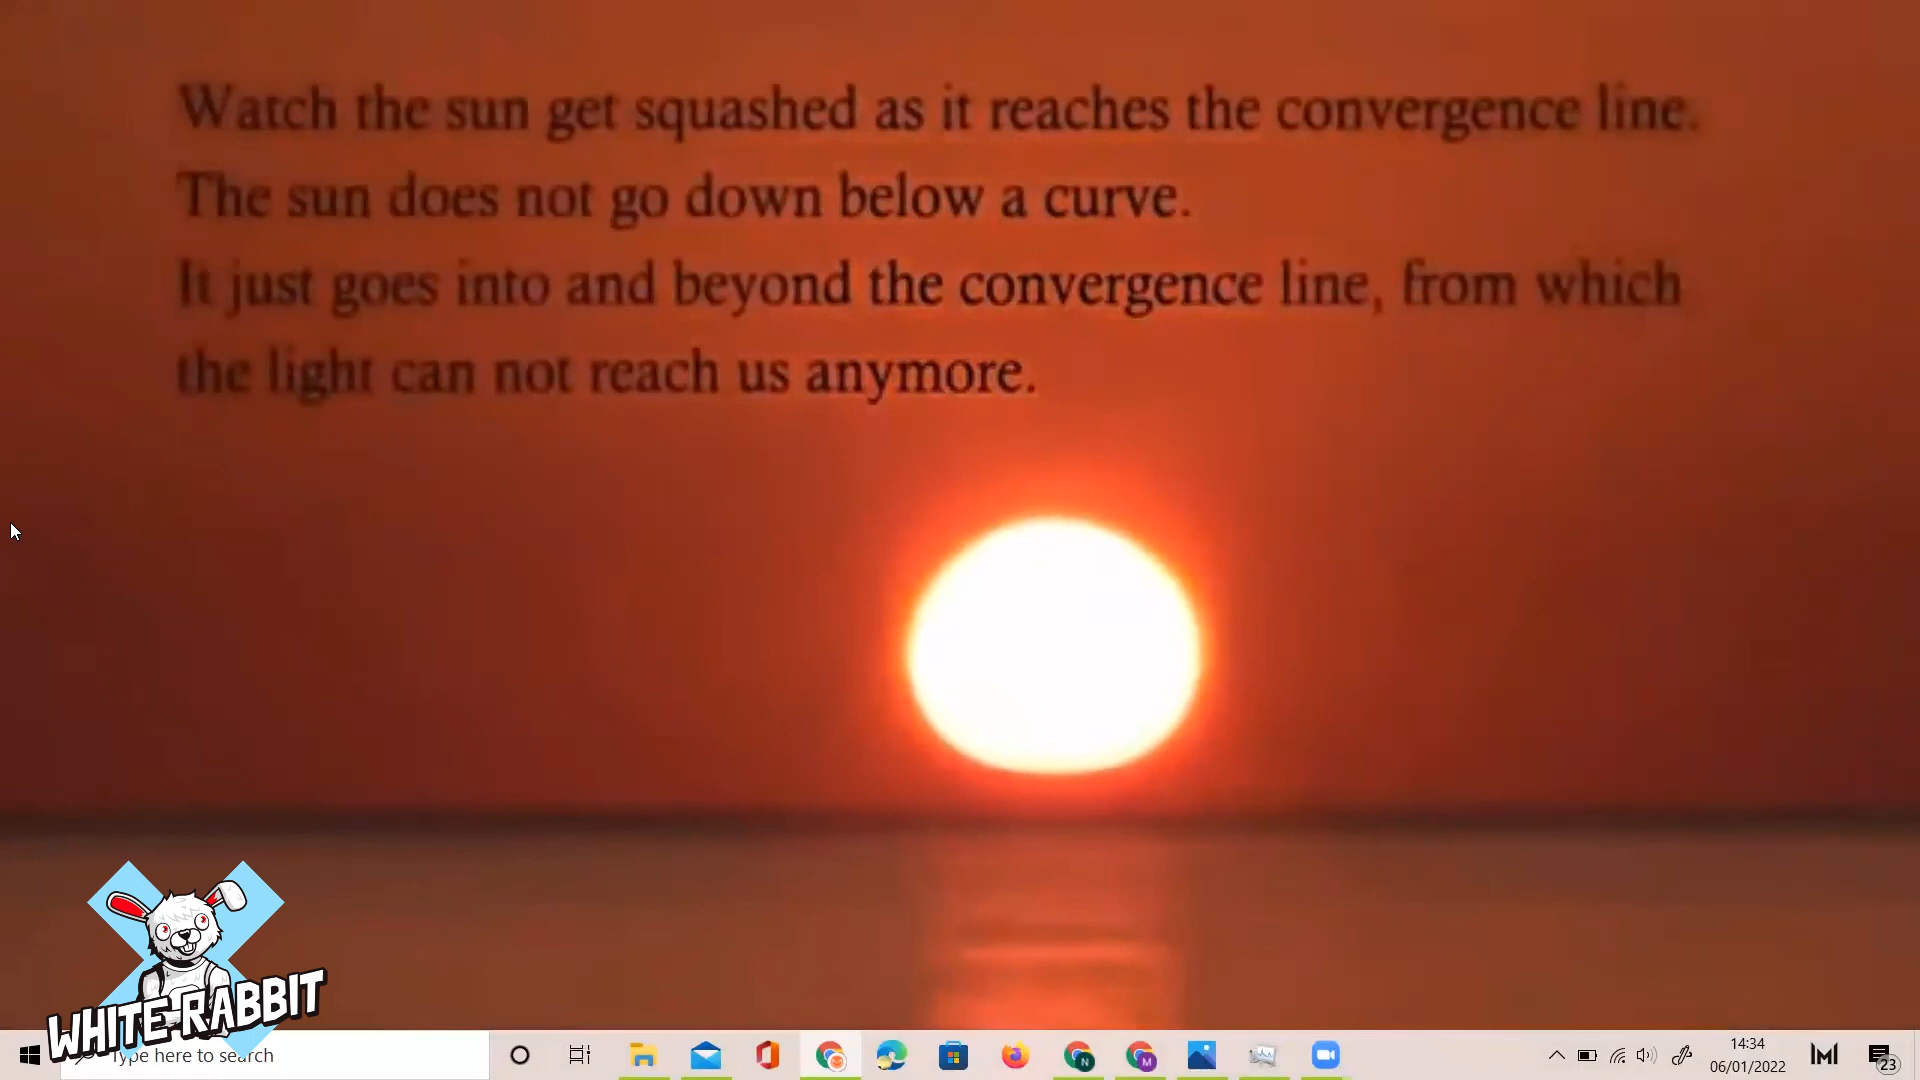 Watch the sun get squashed as it reaches the convergence line.
The sun does not go down below a curve.
It just goes into and beyond the convergence line, from which
the light can not reach us anymore.
WHITE RABBIT
Type here to search
N
M
14:34
06/01/2022
23